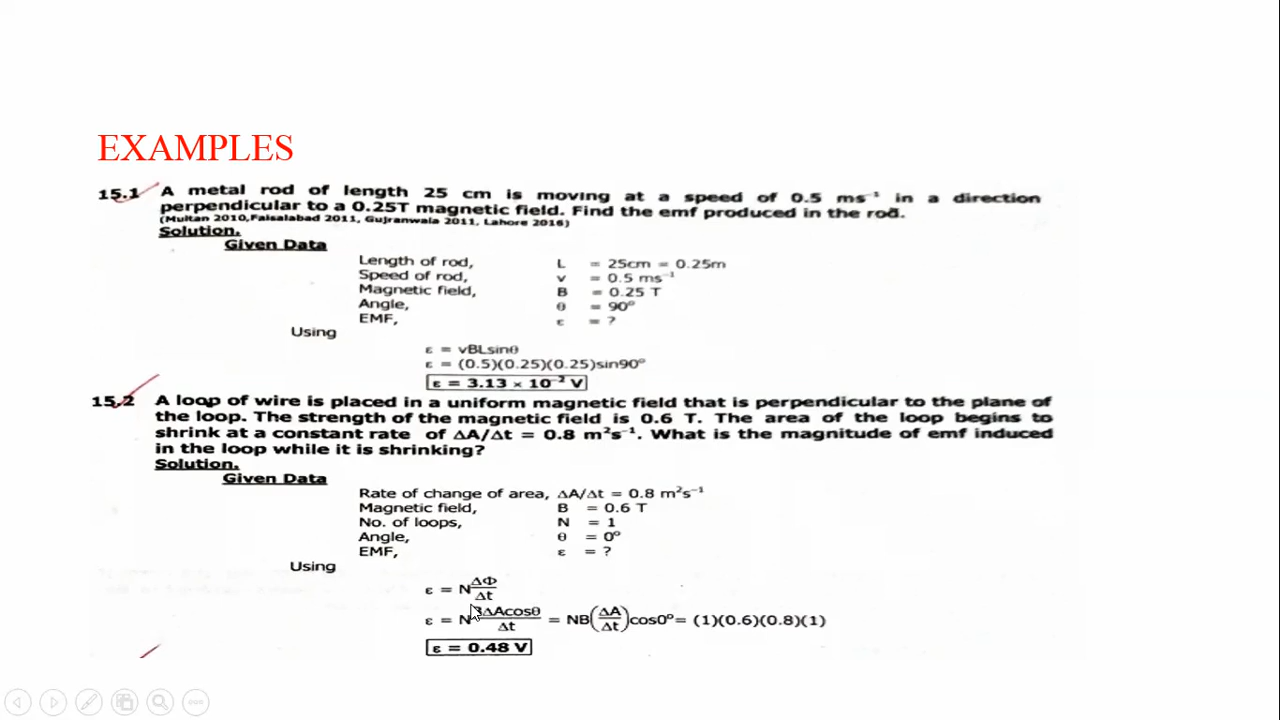 EXAMPLES
15.1 A metal rod of length 25 cm is moving at a speed of 0.5 ms⁻¹ in a direction
perpendicular to a 0.25T magnetic field. Find the emf produced in the rod.
(Multan 2010,Faisalabad 2011, Gujranwala 2011, Lahore 2016)
Solution.
Given Data
Length of rod, L = 25cm = 0.25m
Speed of rod, v = 0.5 ms⁻¹
Magnetic field, B = 0.25 T
Angle, θ = 90°
EMF, ε = ?
Using
ε = vBLsinθ
ε = (0.5)(0.25)(0.25)sin90°
ε = 3.13 × 10⁻² V
15.2 A loop of wire is placed in a uniform magnetic field that is perpendicular to the plane of
the loop. The strength of the magnetic field is 0.6 T. The area of the loop begins to
shrink at a constant rate of ΔA/Δt = 0.8 m²s⁻¹. What is the magnitude of emf induced
in the loop while it is shrinking?
Solution.
Given Data
Rate of change of area, ΔA/Δt = 0.8 m²s⁻¹
Magnetic field, B = 0.6 T
No. of loops, N = 1
Angle, θ = 0°
EMF, ε = ?
Using
ε = N ΔΦ/Δt
ε = N BΔAcosθ/Δt = NB(ΔA/Δt)cos0°= (1)(0.6)(0.8)(1)
ε = 0.48 V